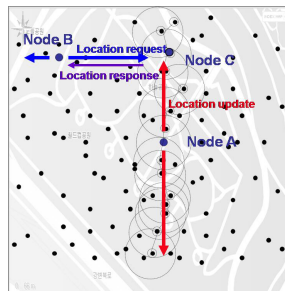 Node B
Location request
Node C
Location response
Location update
Node A